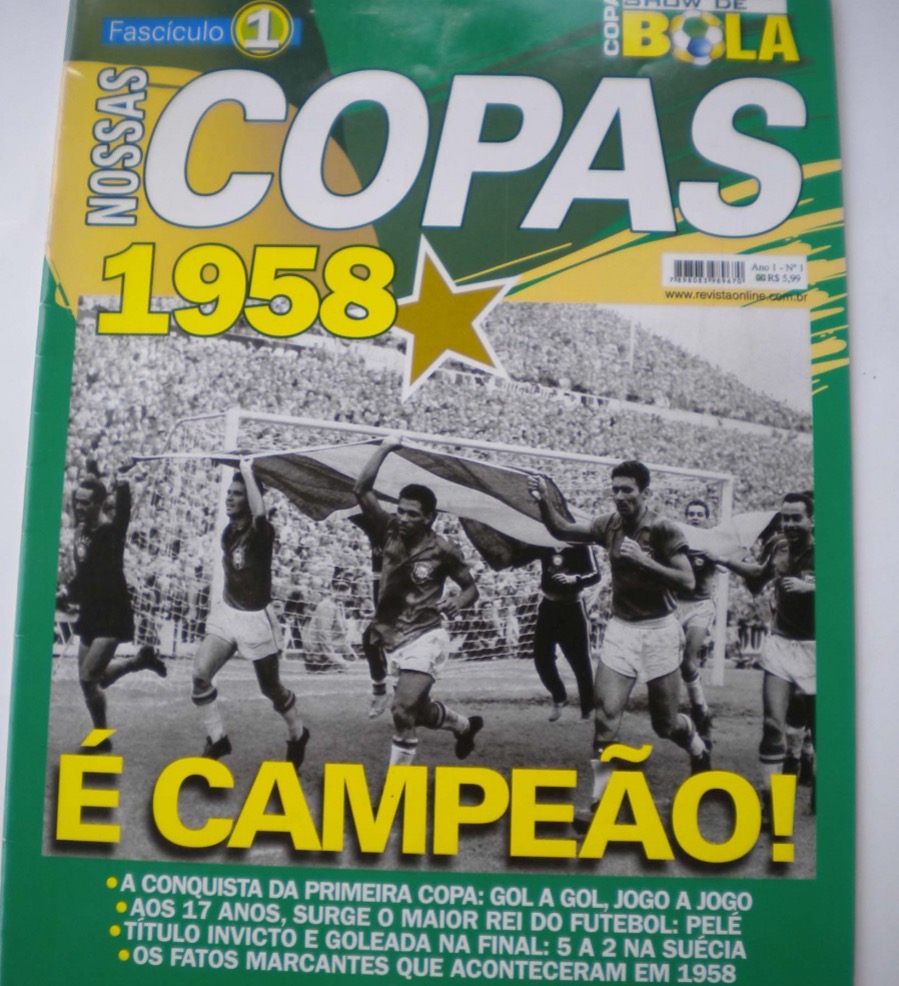 Fascículo 1
COPA SHOW DE
BOLA
NOSSAS
COPAS
1958
Ano 1 - Nº 1
R$ 5,99
www.revistaonline.com.br
É CAMPEÃO!
•A CONQUISTA DA PRIMEIRA COPA: GOL A GOL, JOGO A JOGO
•AOS 17 ANOS, SURGE O MAIOR REI DO FUTEBOL: PELÉ
•TÍTULO INVICTO E GOLEADA NA FINAL: 5 A 2 NA SUÉCIA
•OS FATOS MARCANTES QUE ACONTECERAM EM 1958